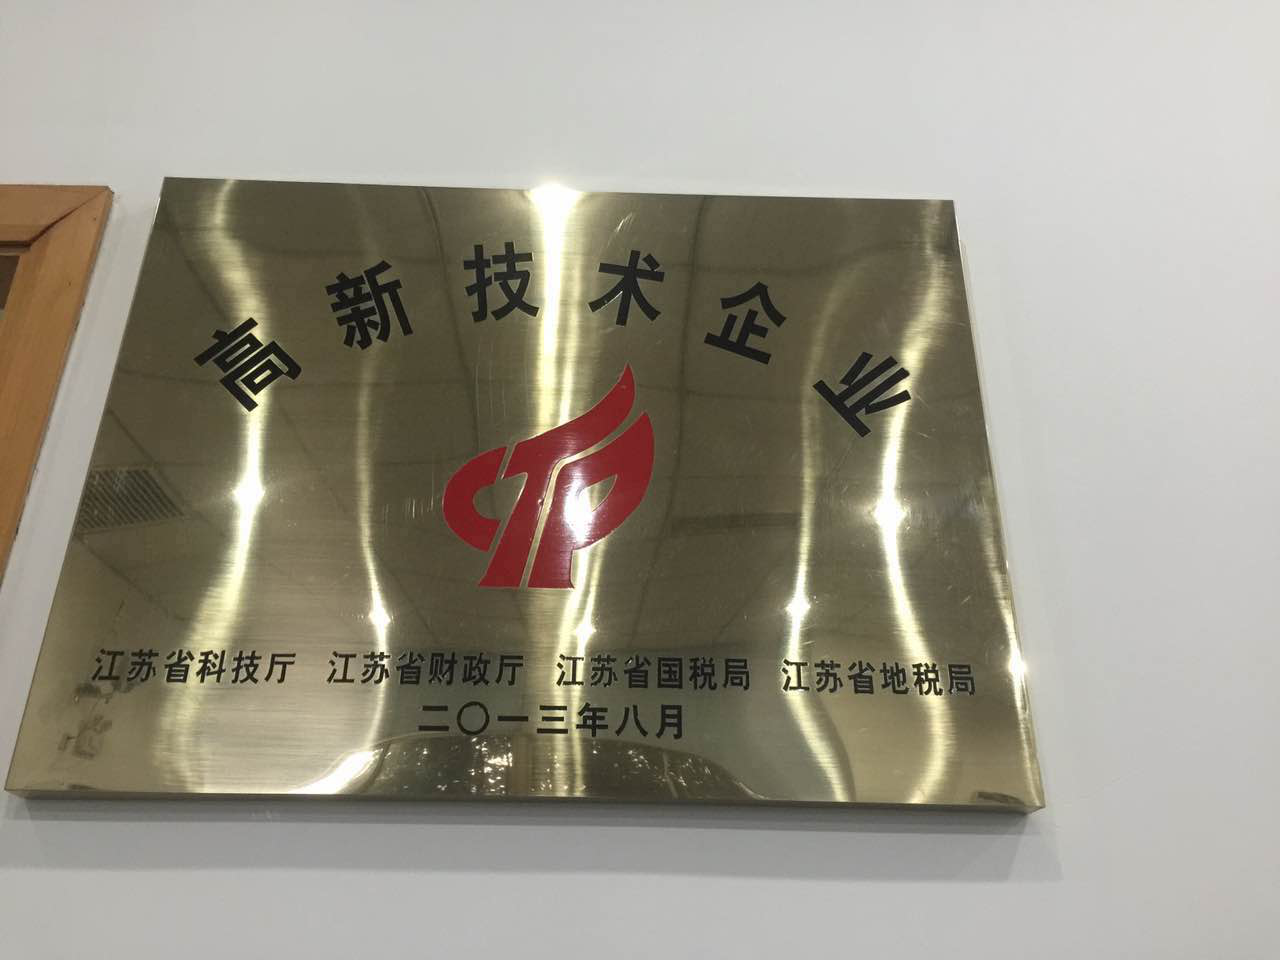 高新技术企业
江苏省科技厅 江苏省财政厅 江苏省国税局 江苏省地税局
二〇一三年八月